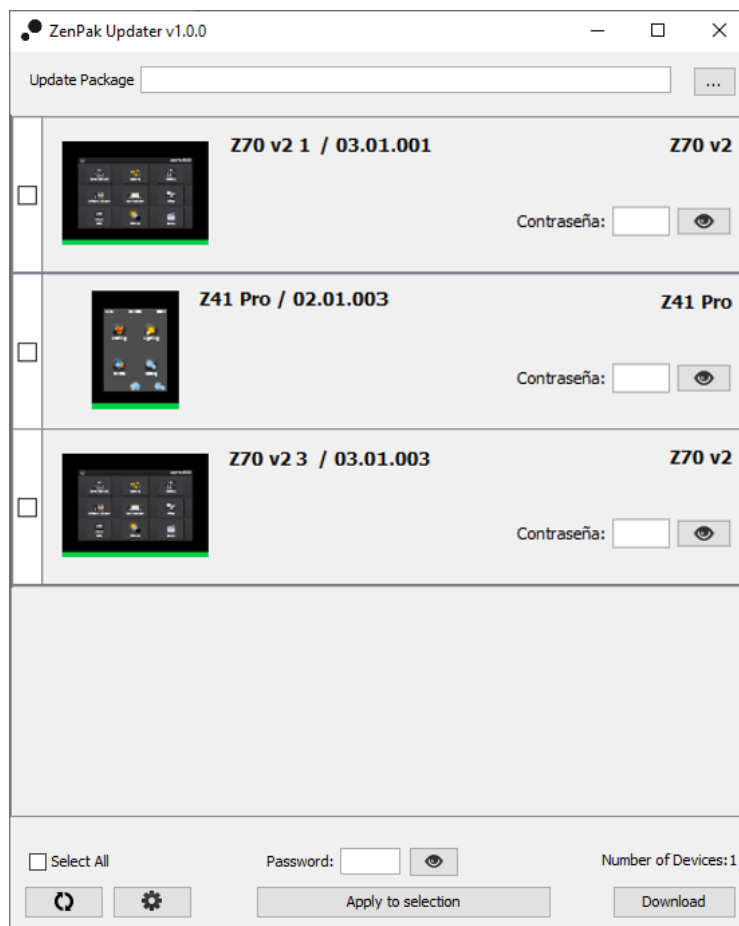 ZenPak Updater v1.0.0
Update Package
...
Z70 v2 1 / 03.01.001
Z70 v2
Contraseña:
Z41 Pro / 02.01.003
Z41 Pro
Contraseña:
Z70 v2 3 / 03.01.003
Z70 v2
Contraseña:
Select All
Password:
Number of Devices:1
Apply to selection
Download